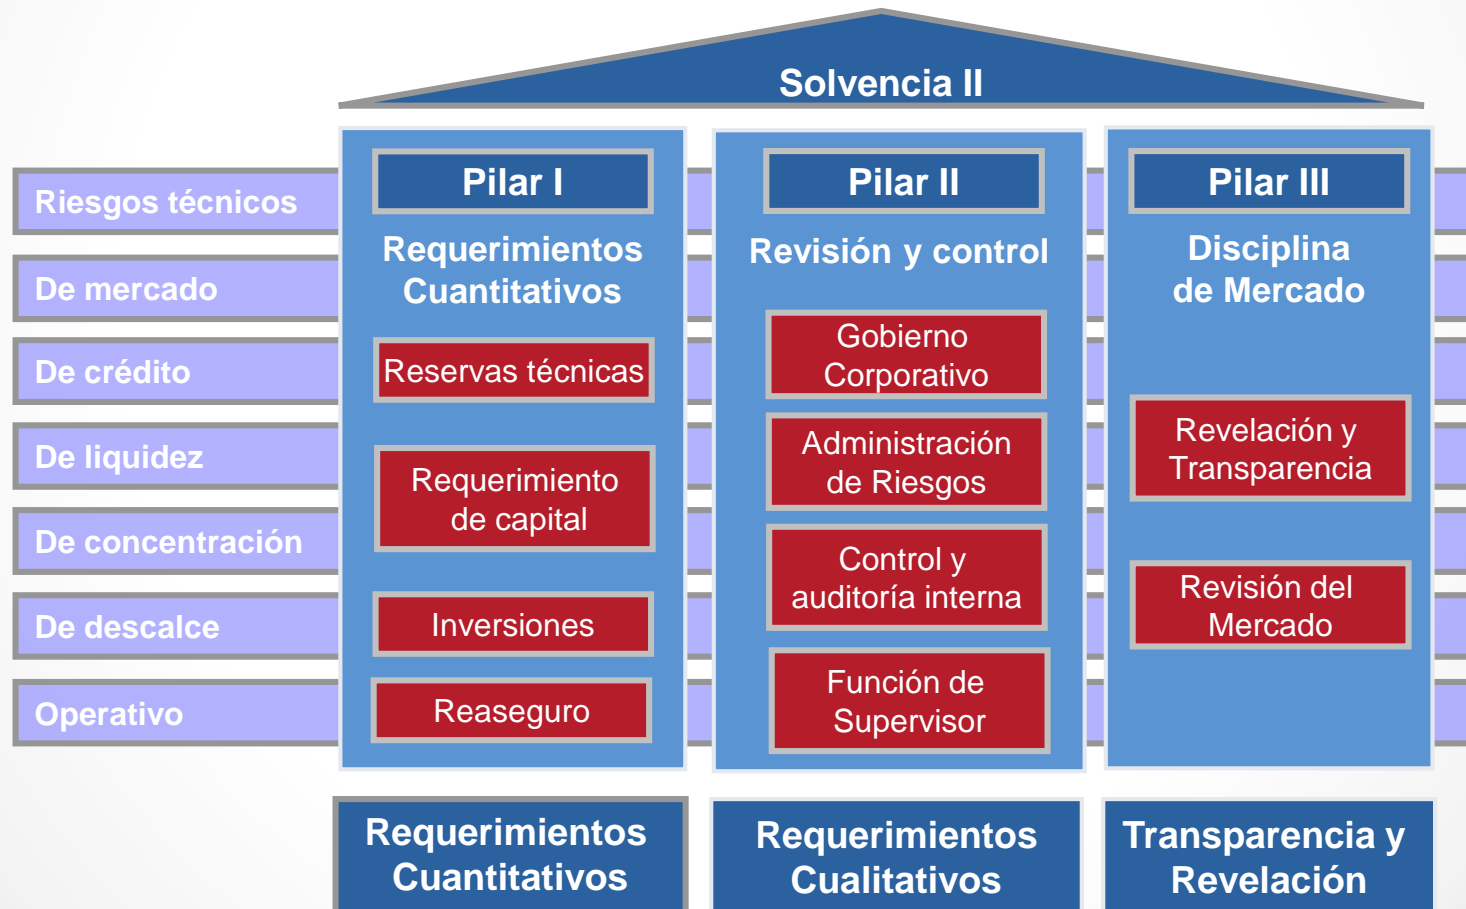 Solvencia II
Riesgos técnicos
De mercado
De crédito
De liquidez
De concentración
De descalce
Operativo
Pilar I
Requerimientos
Cuantitativos
Reservas técnicas
Requerimiento
de capital
Inversiones
Reaseguro
Requerimientos
Cuantitativos
Pilar II
Revisión y control
Gobierno
Corporativo
Administración
de Riesgos
Control y
auditoría interna
Función de
Supervisor
Requerimientos
Cualitativos
Pilar III
Disciplina
de Mercado
Revelación y
Transparencia
Revisión del
Mercado
Transparencia y
Revelación